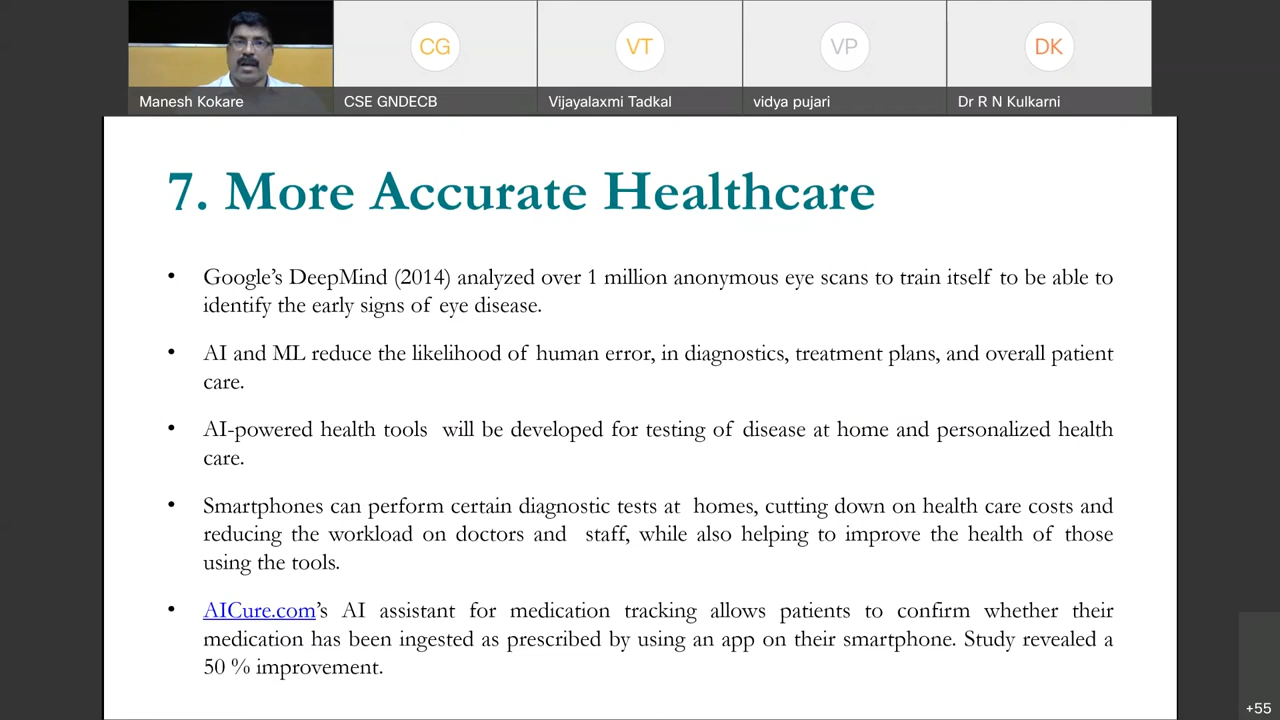 CG
VT
VP
DK
Manesh Kokare
CSE GNDECB
Vijayalaxmi Tadkal
vidya pujari
Dr R N Kulkarni
7. More Accurate Healthcare
• Google's DeepMind (2014) analyzed over 1 million anonymous eye scans to train itself to be able to
identify the early signs of eye disease.
• AI and ML reduce the likelihood of human error, in diagnostics, treatment plans, and overall patient
care.
• AI-powered health tools will be developed for testing of disease at home and personalized health
care.
• Smartphones can perform certain diagnostic tests at homes, cutting down on health care costs and
reducing the workload on doctors and staff, while also helping to improve the health of those
using the tools.
• AICure.com's AI assistant for medication tracking allows patients to confirm whether their
medication has been ingested as prescribed by using an app on their smartphone. Study revealed a
50 % improvement.
+55